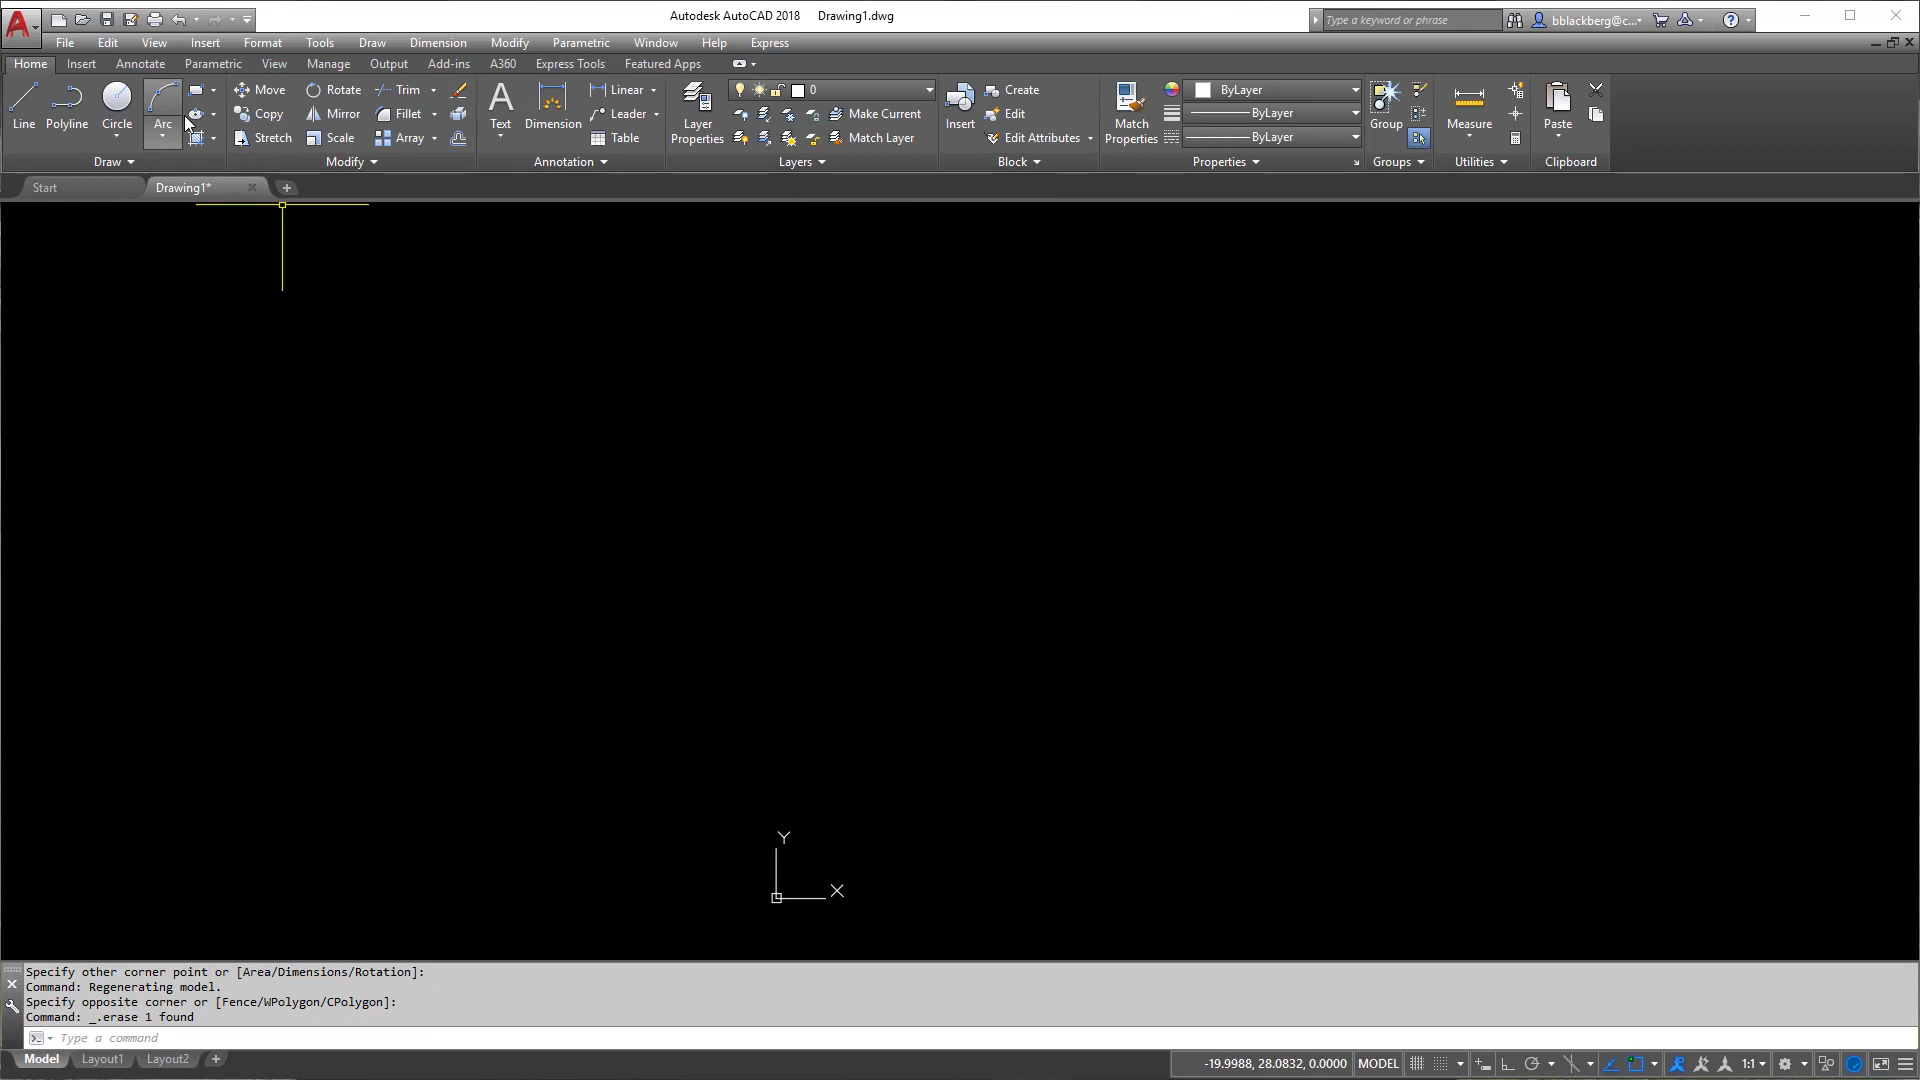 Autodesk AutoCAD 2018 Drawing1.dwg
Type a keyword or phrase
bblackberg@c...
File Edit View Insert Format Tools Draw Dimension Modify Parametric Window Help Express
Home Insert Annotate Parametric View Manage Output Add-ins A360 Express Tools Featured Apps
Line Polyline Circle Arc
Draw
Move Rotate Trim
Copy Mirror Fillet
Stretch Scale Array
Modify
A
Text Dimension
Linear
Leader
Table
Annotation
Layer
Properties
0
Make Current
Match Layer
Layers
Insert
Create
Edit
Edit Attributes
Block
Match
Properties
ByLayer
ByLayer
ByLayer
Properties
Group
Groups
Measure
Utilities
Paste
Clipboard
Start Drawing1*
Y
X
Specify other corner point or [Area/Dimensions/Rotation]:
Command: Regenerating model.
Specify opposite corner or [Fence/WPolygon/CPolygon]:
Command: _.erase 1 found
Type a command
Model Layout1 Layout2 +
-19.9988, 28.0832, 0.0000 MODEL 1:1